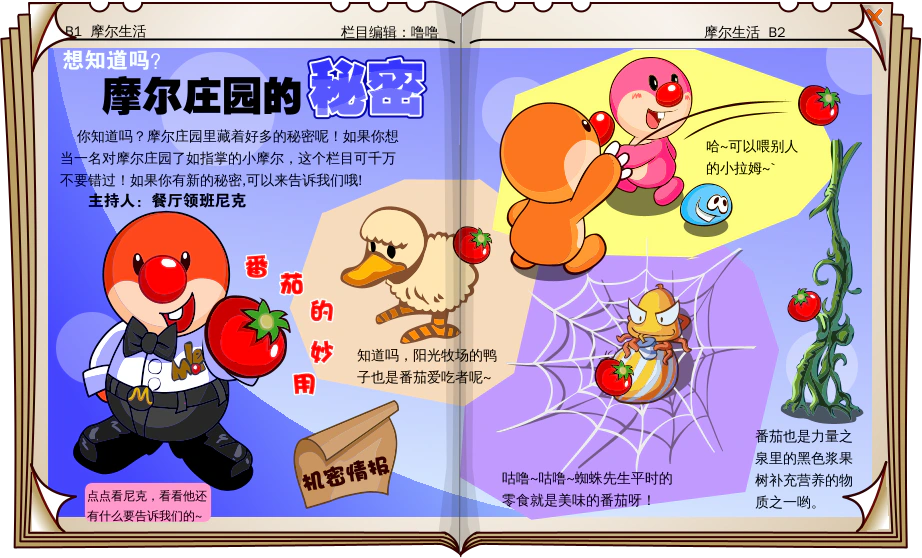 B1 摩尔生活
栏目编辑：噜噜
想知道吗?
摩尔庄园的秘密
你知道吗？摩尔庄园里藏着好多的秘密呢！如果你想
当一名对摩尔庄园了如指掌的小摩尔，这个栏目可千万
不要错过！如果你有新的秘密,可以来告诉我们哦!
主持人：餐厅领班尼克
番茄的妙用
Mole
M
知道吗，阳光牧场的鸭
子也是番茄爱吃者呢~
机密情报
点点看尼克，看看他还
有什么要告诉我们的~
摩尔生活 B2
哈~可以喂别人
的小拉姆~`
咕噜~咕噜~蜘蛛先生平时的
零食就是美味的番茄呀！
番茄也是力量之
泉里的黑色浆果
树补充营养的物
质之一哟。